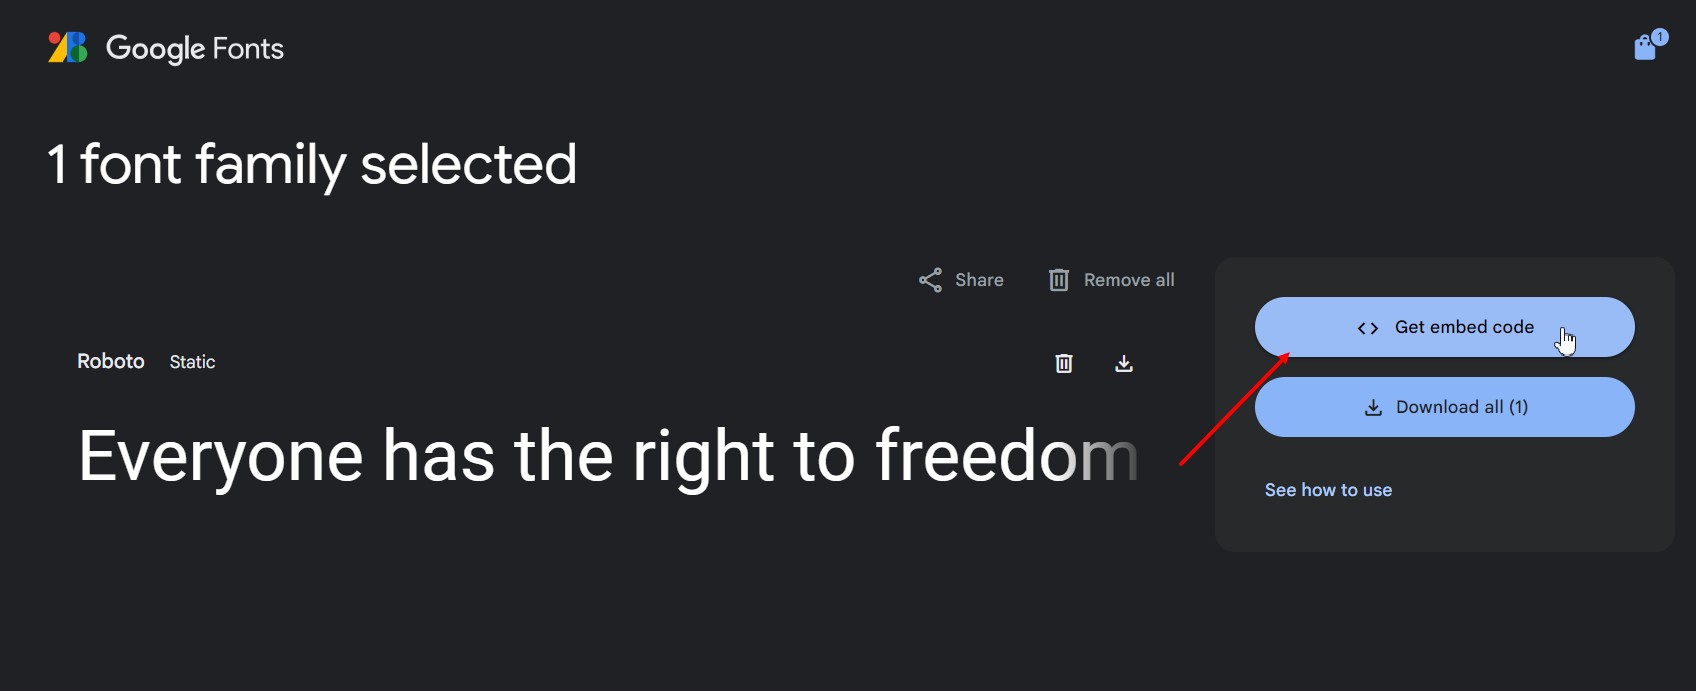 Google Fonts
1
1 font family selected
Share
Remove all
Get embed code
Roboto Static
Download all (1)
Everyone has the right to freedom
See how to use